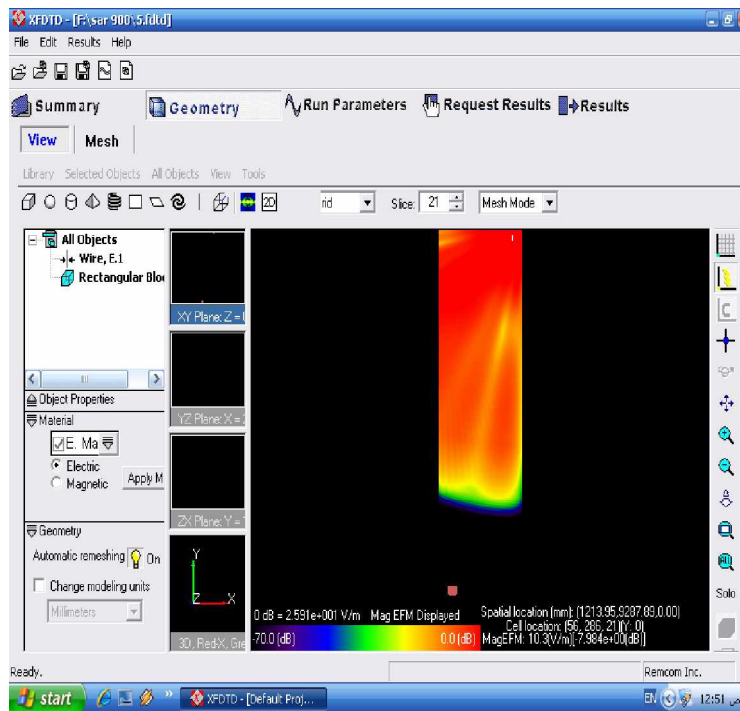 XFDTD - [F:\sar 900\5.fdtd]
File Edit Results Help
Summary Geometry Run Parameters Request Results Results
View Mesh
Library Selected Objects All Objects View Tools
2D rid Slice: 21 Mesh Mode
All Objects
Wire, E.1
Rectangular Blo
XY Plane: Z =
YZ Plane: X =
ZX Plane: Y =
Object Properties
Material
E. Ma
Electric
Magnetic
Apply M
Geometry
Automatic remeshing On
Change modeling units
Millimeters
Y
Z X
3D, Red-X, Gre
0 dB = 2.591e+001 V/m Mag EFM Displayed
Spatial location (mm): (1213.95,9287.89,0.00)
Cell location: (56, 286, 21)(Y: 0)
-70.0 (dB) 0.0 (dB) MagEFM: 10.3(V/m)[-7.984e+00(dB)]
Solo
Ready. Remcom Inc.
start XFDTD - [Default Proj... EN 12:51 ص